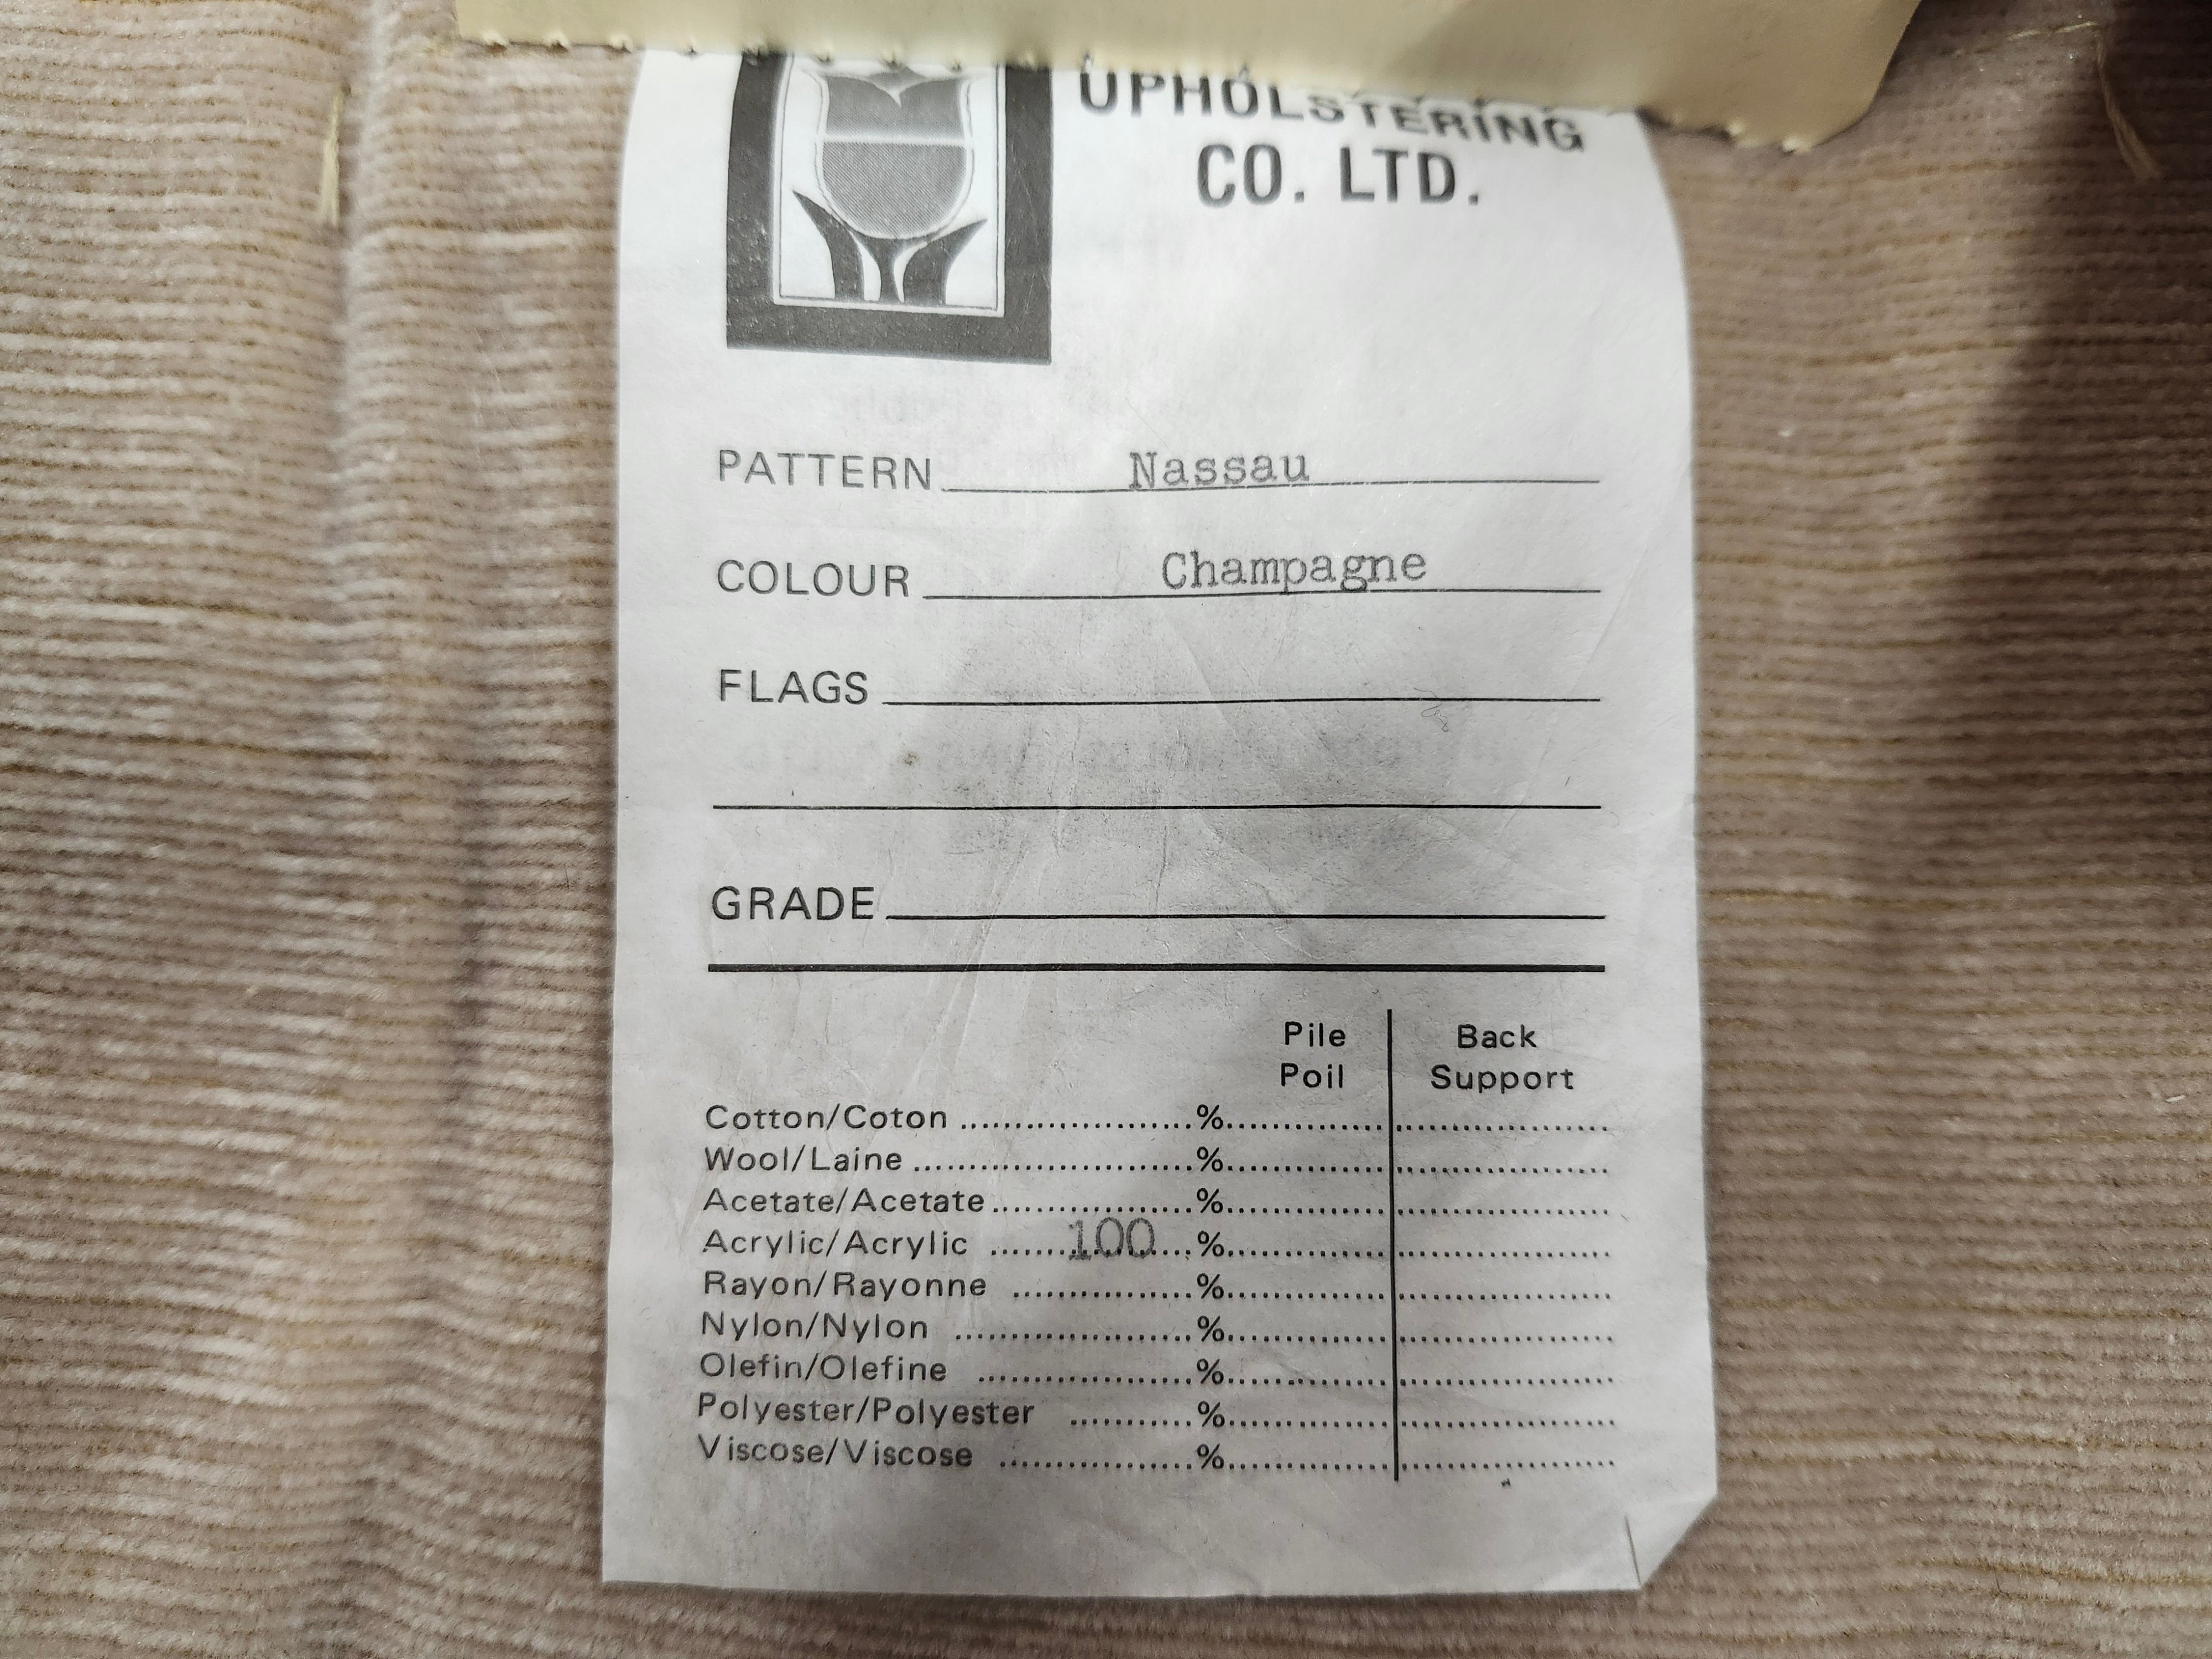 UPHOLSTERING
CO. LTD.
PATTERN Nassau
COLOUR Champagne
FLAGS
GRADE
Pile Back
Poil Support
Cotton/Coton ......................%...............................................
Wool/Laine ..........................%...............................................
Acetate/Acetate...................%...............................................
Acrylic/Acrylic .......100...%...............................................
Rayon/Rayonne .................%...............................................
Nylon/Nylon ......................%...............................................
Olefin/Olefine ....................%...............................................
Polyester/Polyester ...........%...............................................
Viscose/Viscose ..................%...............................................